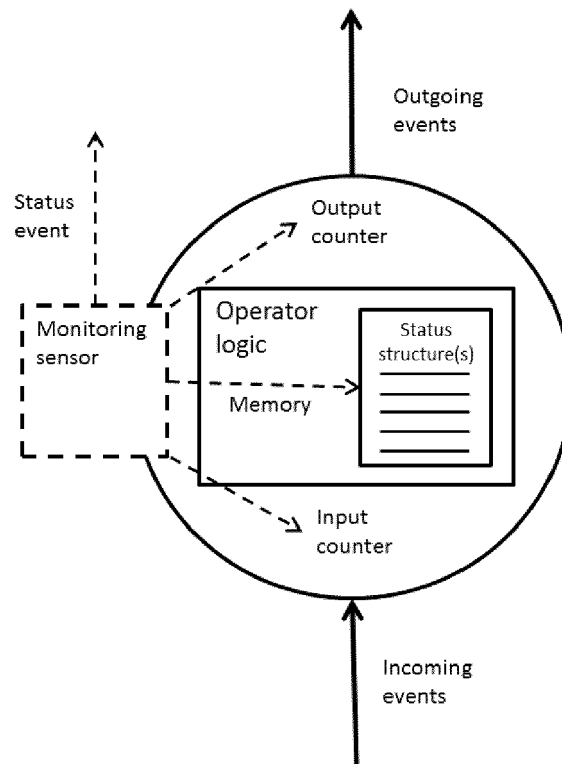 Outgoing
events
Status
event
Output
counter
Monitoring
sensor
Operator
logic
Status
structure(s)
Memory
Input
counter
Incoming
events